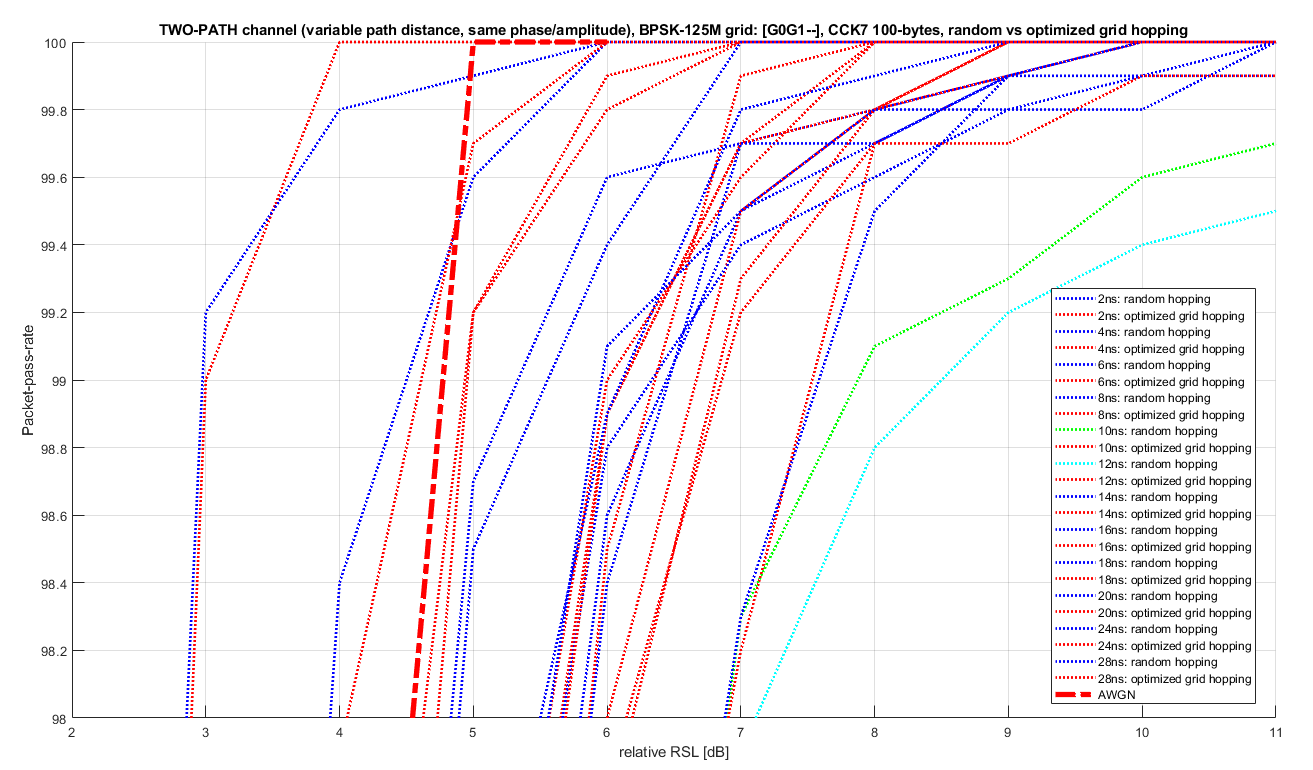 TWO-PATH channel (variable path distance, same phase/amplitude), BPSK-125M grid: [G0G1--], CCK7 100-bytes, random vs optimized grid hopping
100
99.8
99.6
99.4
99.2
99
98.8
98.6
98.4
98.2
98
Packet-pass-rate
2ns: random hopping
2ns: optimized grid hopping
4ns: random hopping
4ns: optimized grid hopping
6ns: random hopping
6ns: optimized grid hopping
8ns: random hopping
8ns: optimized grid hopping
10ns: random hopping
10ns: optimized grid hopping
12ns: random hopping
12ns: optimized grid hopping
14ns: random hopping
14ns: optimized grid hopping
16ns: random hopping
16ns: optimized grid hopping
18ns: random hopping
18ns: optimized grid hopping
20ns: random hopping
20ns: optimized grid hopping
24ns: random hopping
24ns: optimized grid hopping
28ns: random hopping
28ns: optimized grid hopping
AWGN
2 3 4 5 6 7 8 9 10 11
relative RSL [dB]